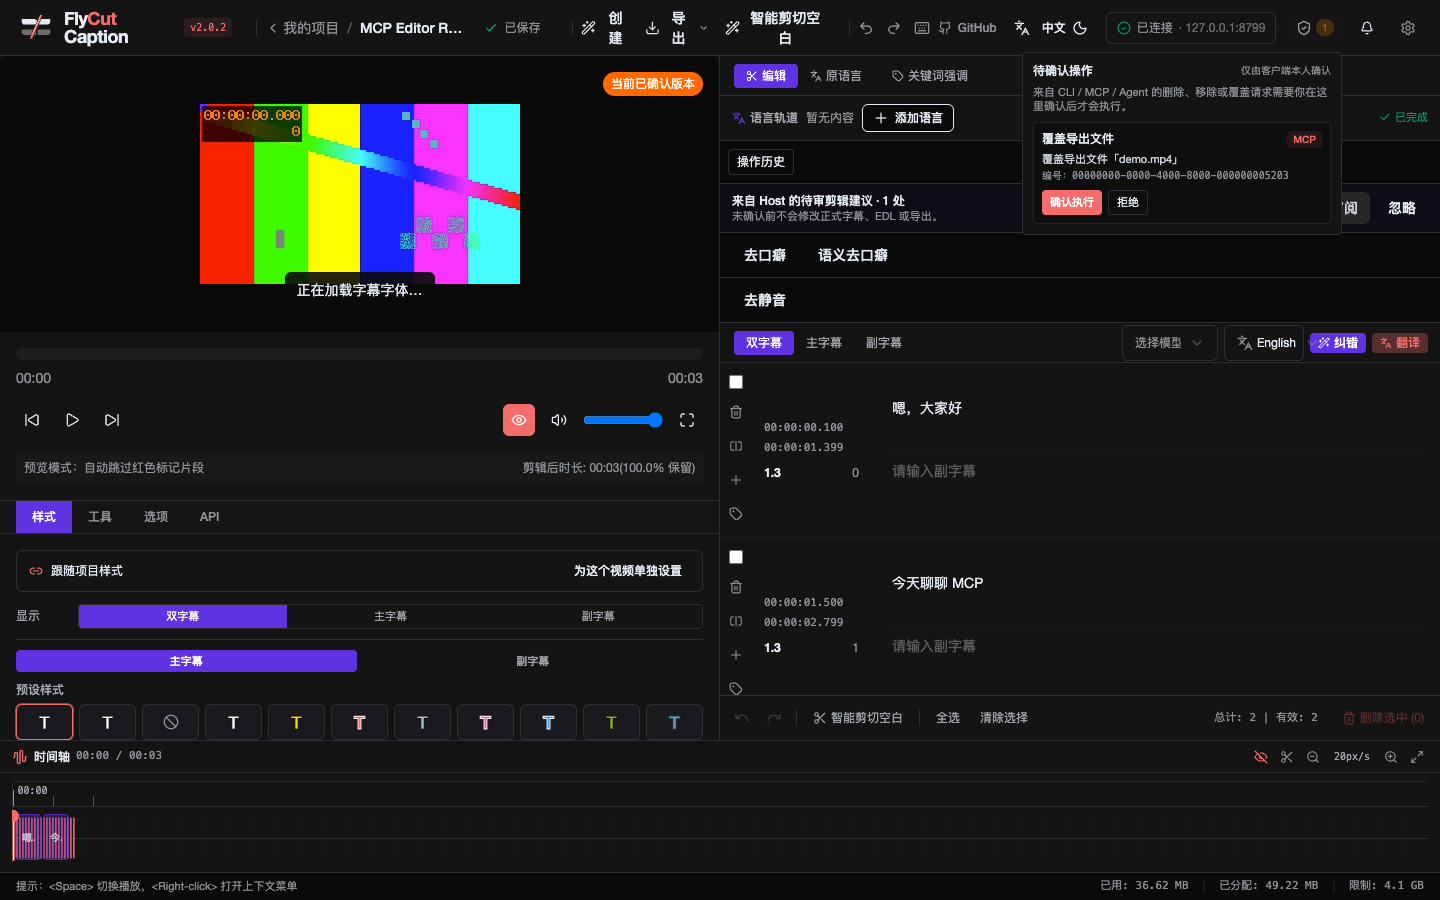 FlyCut
Caption
v2.0.2
我的项目 / MCP Editor R...
已保存
创建
导出
智能剪切空白
GitHub
中文
已连接 · 127.0.0.1:8799
1
当前已确认版本
00:00:00.000
0
正在加载字幕字体...
00:00
00:03
预览模式：自动跳过红色标记片段
剪辑后时长: 00:03(100.0% 保留)
样式
工具
选项
API
跟随项目样式
为这个视频单独设置
显示
双字幕
主字幕
副字幕
主字幕
副字幕
预设样式
T T T T T T T T T T
编辑
原语言
关键词强调
语言轨道 暂无内容
添加语言
已完成
操作历史
来自 Host 的待审剪辑建议 · 1 处
未确认前不会修改正式字幕、EDL 或导出。
阅
忽略
待确认操作
仅由客户端本人确认
来自 CLI / MCP / Agent 的删除、移除或覆盖请求需要你在这里确认后才会执行。
覆盖导出文件
MCP
覆盖导出文件「demo.mp4」
编号: 00000000-0000-4000-8000-000000005203
确认执行
拒绝
去口癖
语义去口癖
去静音
双字幕
主字幕
副字幕
选择模型
English
纠错
翻译
嗯，大家好
00:00:00.100
00:00:01.399
1.3
0
请输入副字幕
今天聊聊 MCP
00:00:01.500
00:00:02.799
1.3
1
请输入副字幕
智能剪切空白
全选
清除选择
总计: 2 | 有效: 2
删除选中 (0)
时间轴 00:00 / 00:03
20px/s
00:00
嗯,
今
提示: <Space> 切换播放，<Right-click> 打开上下文菜单
已用: 36.62 MB
已分配: 49.22 MB
限制: 4.1 GB